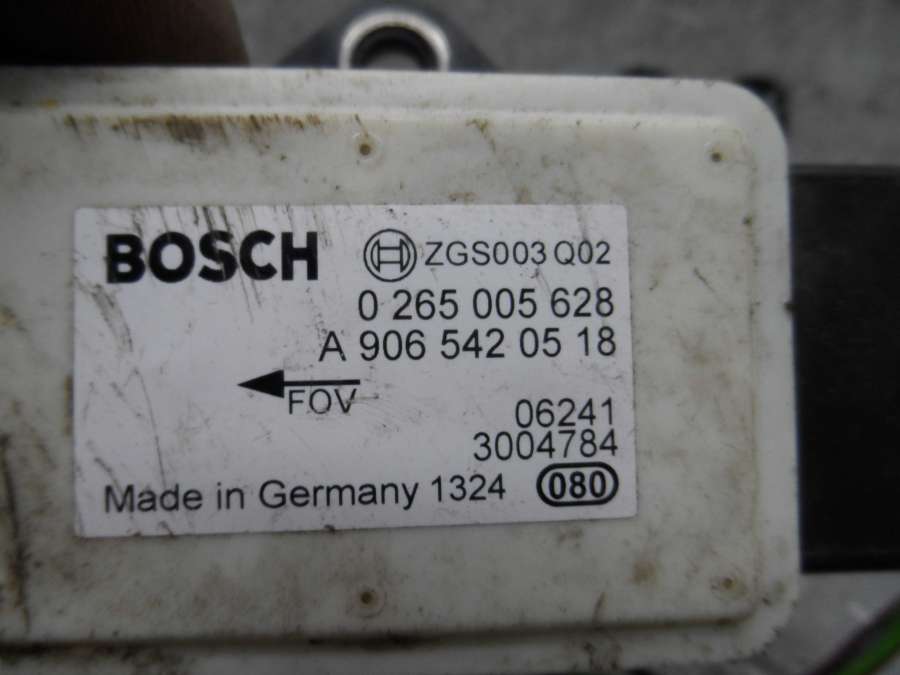 BOSCH ZGS003 Q02
0 265 005 628
A 906 542 05 18
FOV
06241
3004784
Made in Germany 1324 080